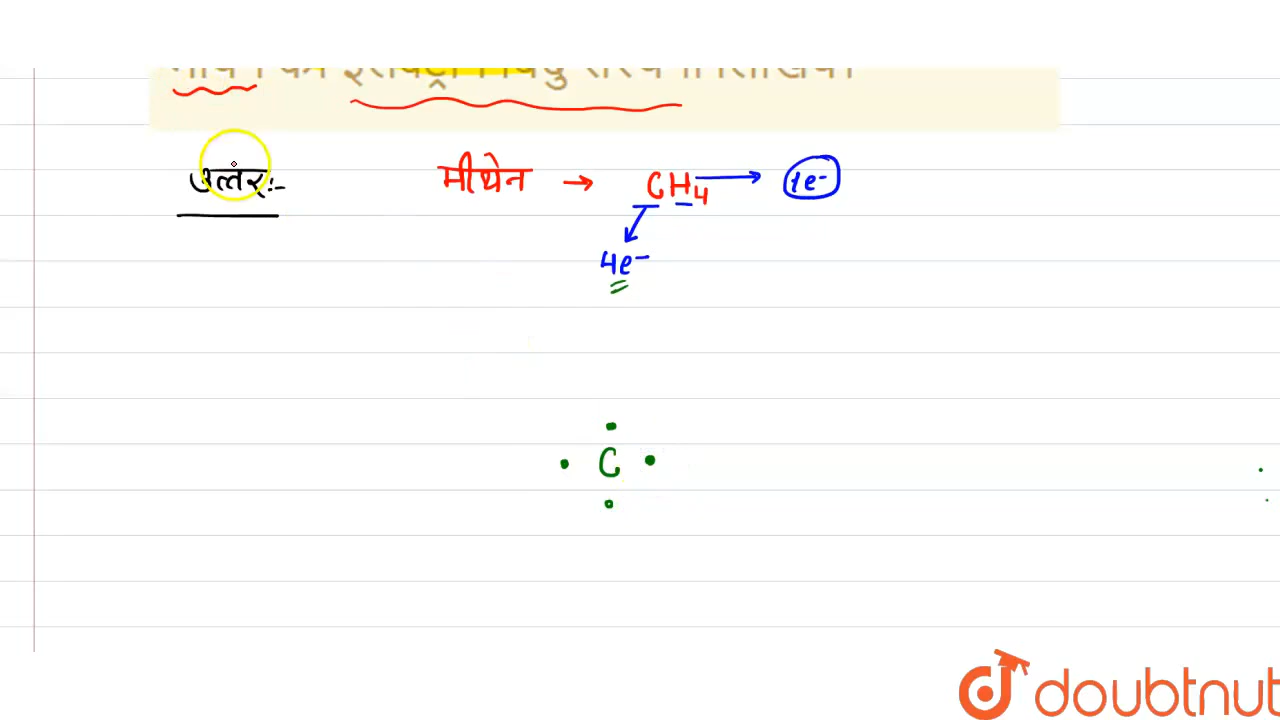 उत्तर:-
मीथेन → CH4 → 1e-
4e-
C
doubtnut